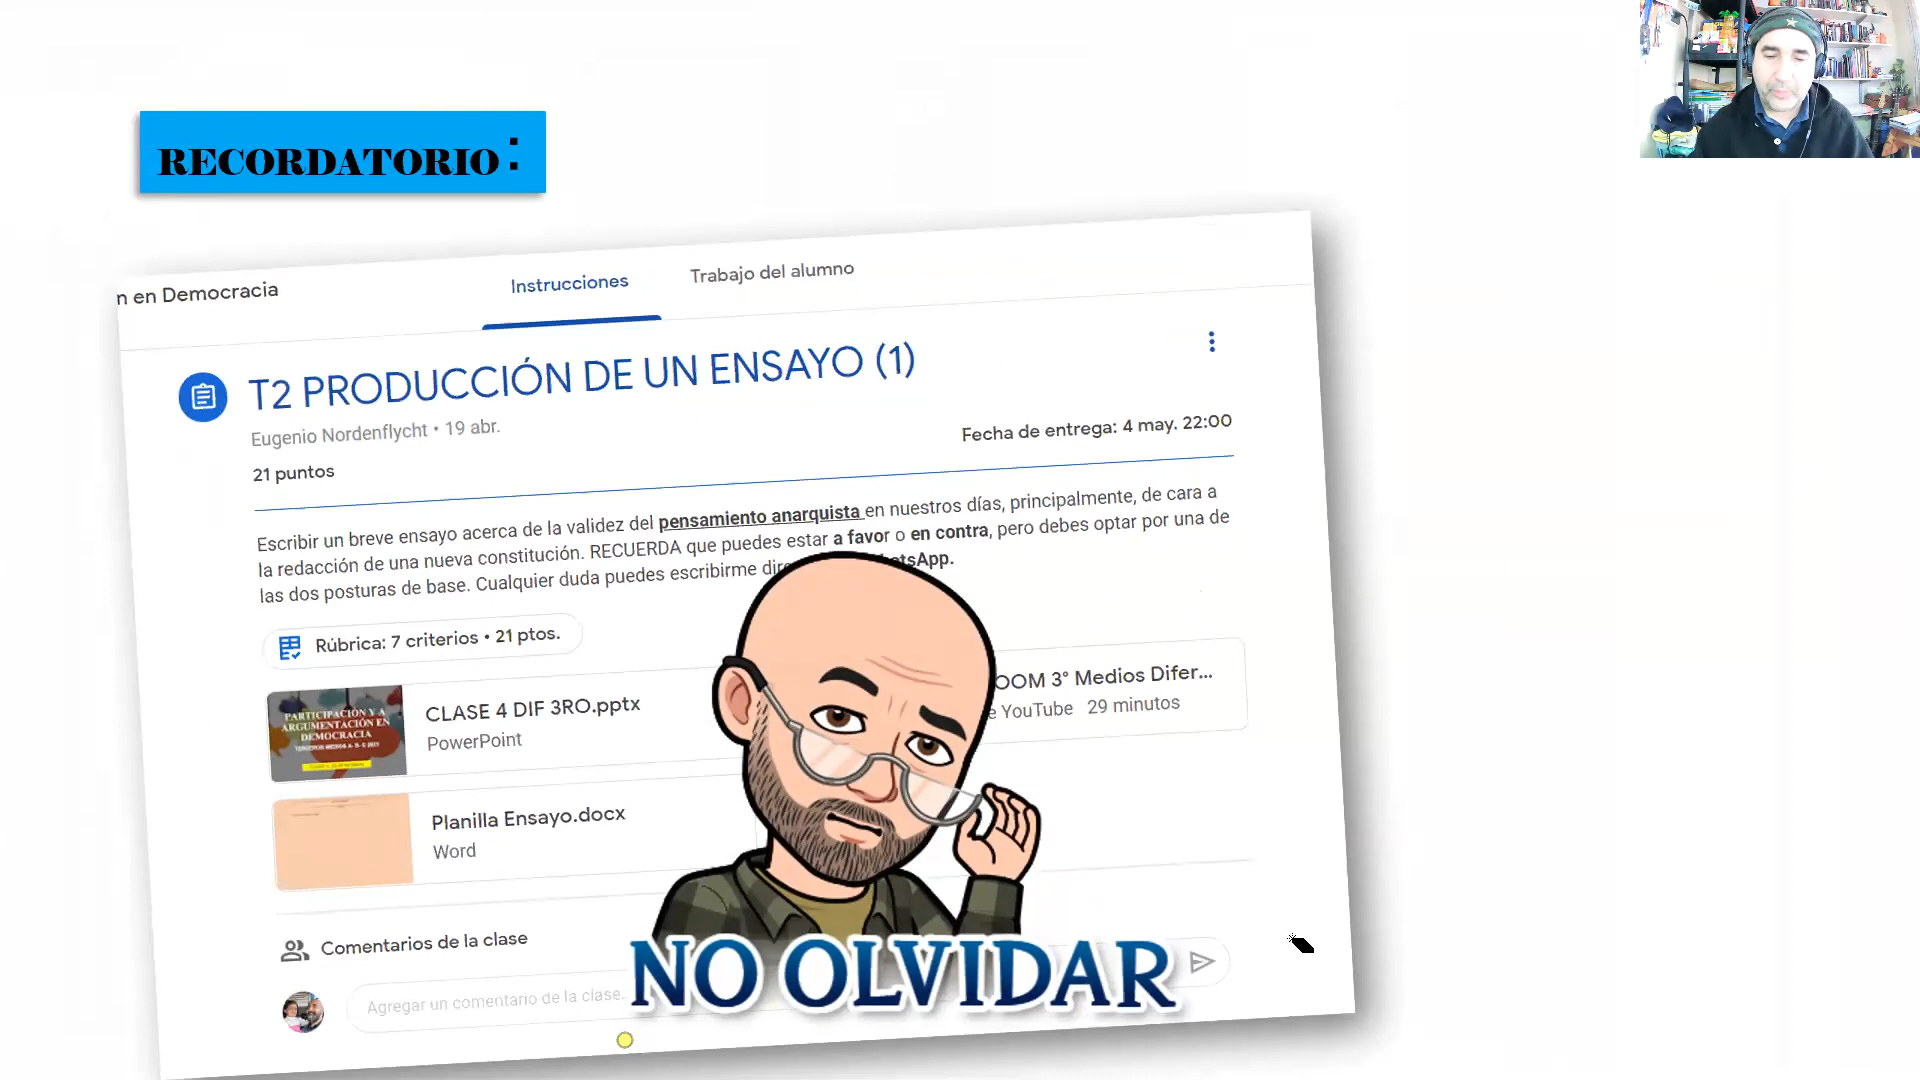 RECORDATORIO:
n en Democracia
Instrucciones
Trabajo del alumno
T2 PRODUCCIÓN DE UN ENSAYO (1)
Eugenio Nordenflycht • 19 abr.
21 puntos
Fecha de entrega: 4 may. 22:00
Escribir un breve ensayo acerca de la validez del pensamiento anarquista en nuestros días, principalmente, de cara a
la redacción de una nueva constitución. RECUERDA que puedes estar a favor o en contra, pero debes optar por una de
las dos posturas de base. Cualquier duda puedes escribirme dire atsApp.
Rúbrica: 7 criterios • 21 ptos.
PARTICIPACIÓN Y A
ARGUMENTACIÓN EN
DEMOCRACIA
CLASE 4 DIF 3RO.pptx
PowerPoint
OOM 3° Medios Difer...
e YouTube 29 minutos
Planilla Ensayo.docx
Word
Comentarios de la clase
Agregar un comentario de la clase...
NO OLVIDAR